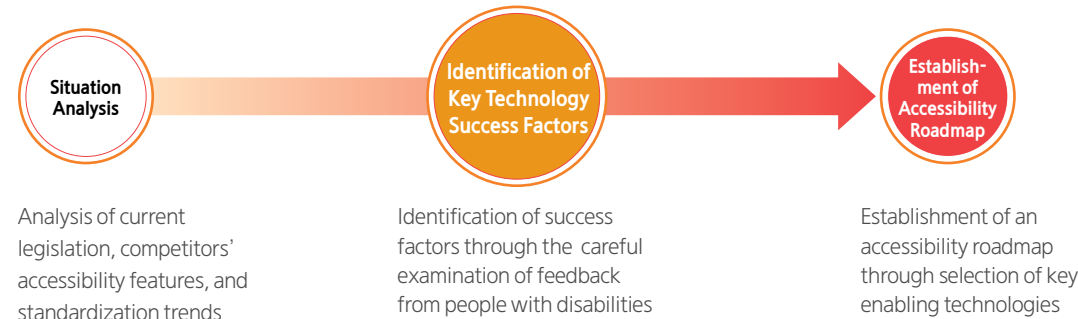 Situation
Analysis
Identification of
Key Technology
Success Factors
Establish-
ment of
Accessibility
Roadmap
Analysis of current
legislation, competitors’
accessibility features, and
standardization trends
Identification of success
factors through the careful
examination of feedback
from people with disabilities
Establishment of an
accessibility roadmap
through selection of key
enabling technologies